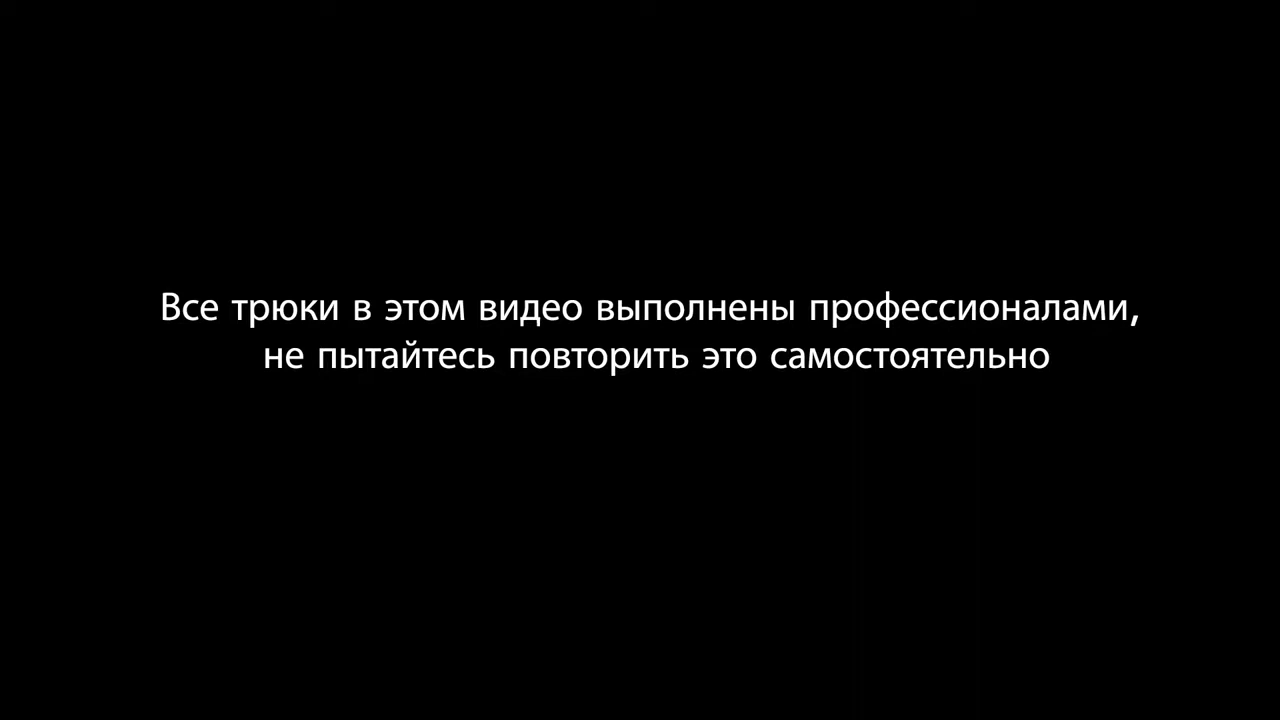 Все трюки в этом видео выполнены профессионалами,
не пытайтесь повторить это самостоятельно